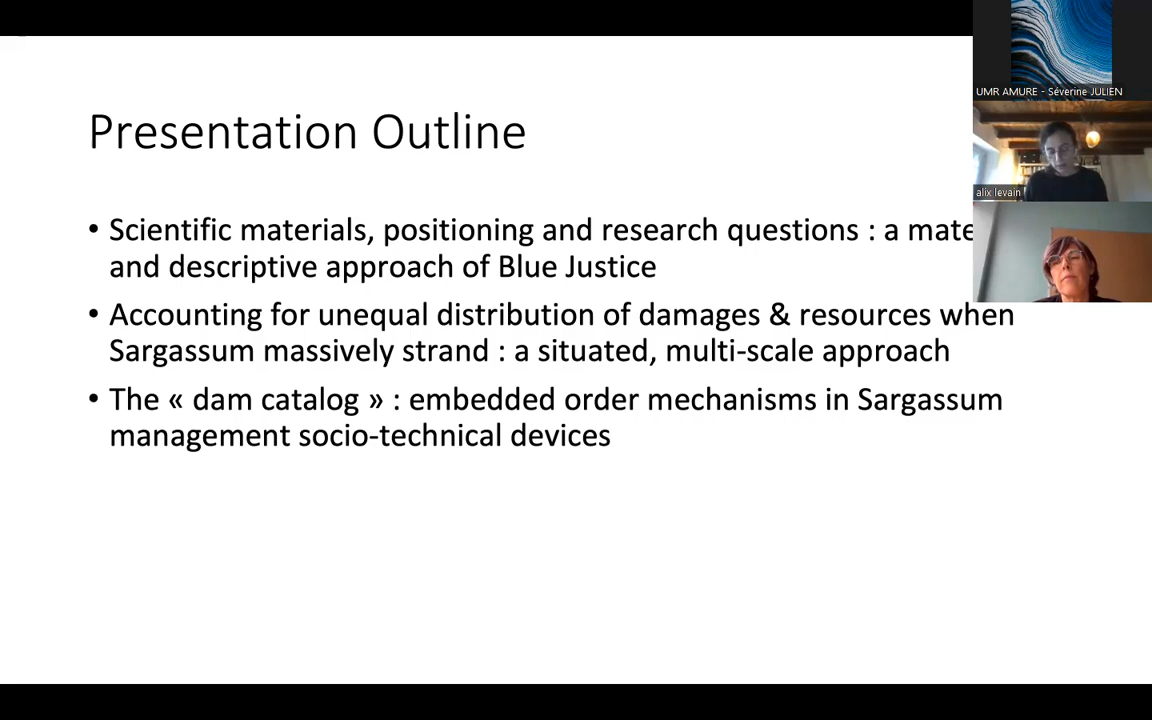 UMR AMURE - Séverine JULIEN
alix levain
Presentation Outline
• Scientific materials, positioning and research questions : a
and descriptive approach of Blue Justice
• Accounting for unequal distribution of damages & resources when
Sargassum massively strand : a situated, multi-scale approach
• The « dam catalog » : embedded order mechanisms in Sargassum
management socio-technical devices